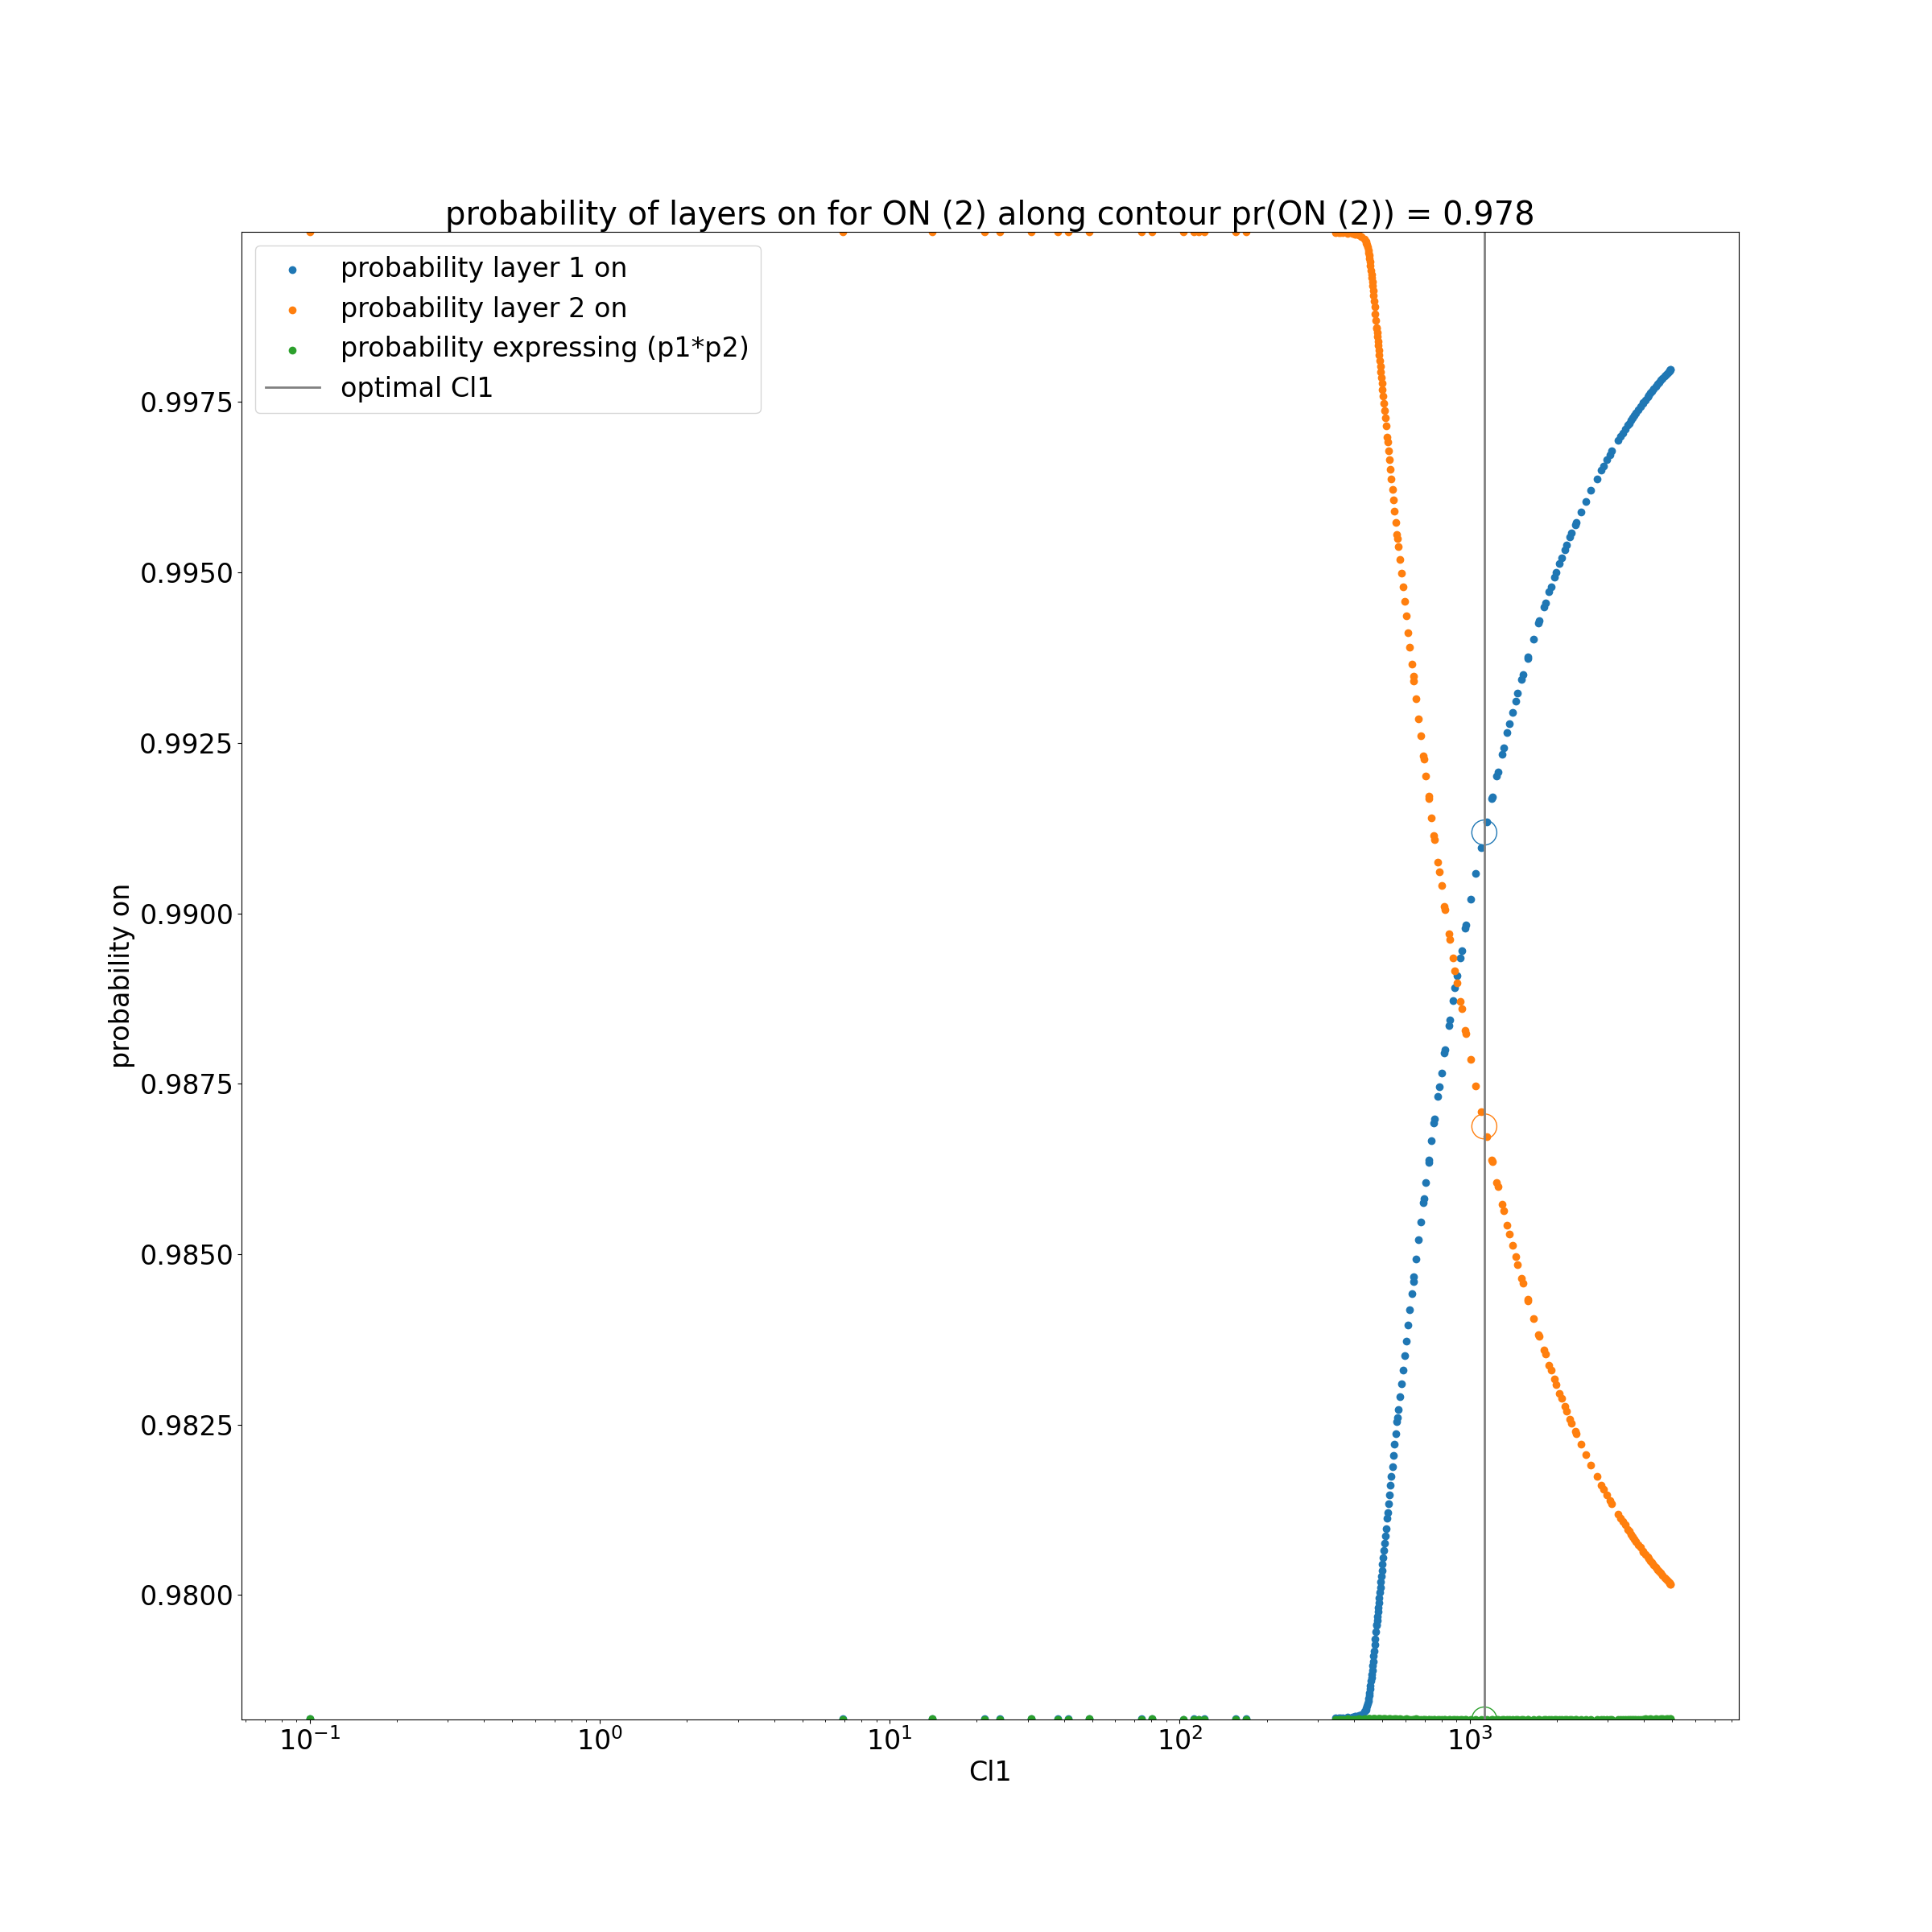 probability of layers on for ON (2) along contour pr(ON (2)) = 0.978
probability layer 1 on
probability layer 2 on
probability expressing (p1*p2)
optimal Cl1
0.9975
0.9950
0.9925
0.9900
0.9875
0.9850
0.9825
0.9800
probability on
10⁻¹ 10⁰ 10¹ 10² 10³
Cl1